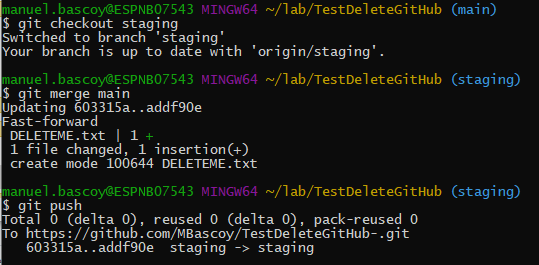 manuel.bascoy@ESPNB07543 MINGW64 ~/lab/TestDeleteGitHub (main)
$ git checkout staging
Switched to branch 'staging'
Your branch is up to date with 'origin/staging'.
manuel.bascoy@ESPNB07543 MINGW64 ~/lab/TestDeleteGitHub (staging)
$ git merge main
Updating 603315a..addf90e
Fast-forward
 DELETEME.txt | 1 +
 1 file changed, 1 insertion(+)
 create mode 100644 DELETEME.txt
manuel.bascoy@ESPNB07543 MINGW64 ~/lab/TestDeleteGitHub (staging)
$ git push
Total 0 (delta 0), reused 0 (delta 0), pack-reused 0
To https://github.com/MBascoy/TestDeleteGitHub-.git
   603315a..addf90e  staging -> staging